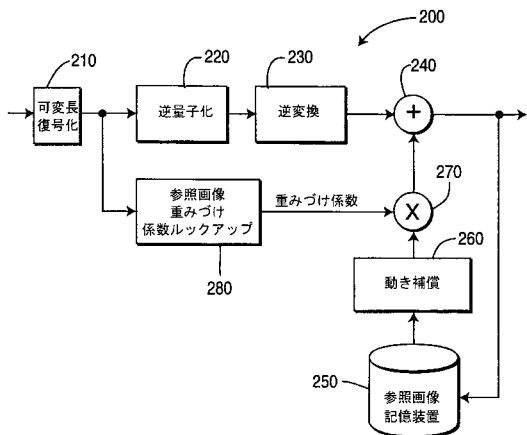 200
210
220
230
240
可変長
復号化
逆量子化
逆変換
+
270
参照画像
重みづけ
係数ルックアップ
重みづけ係数
X
280
260
動き補償
250
参照画像
記憶装置